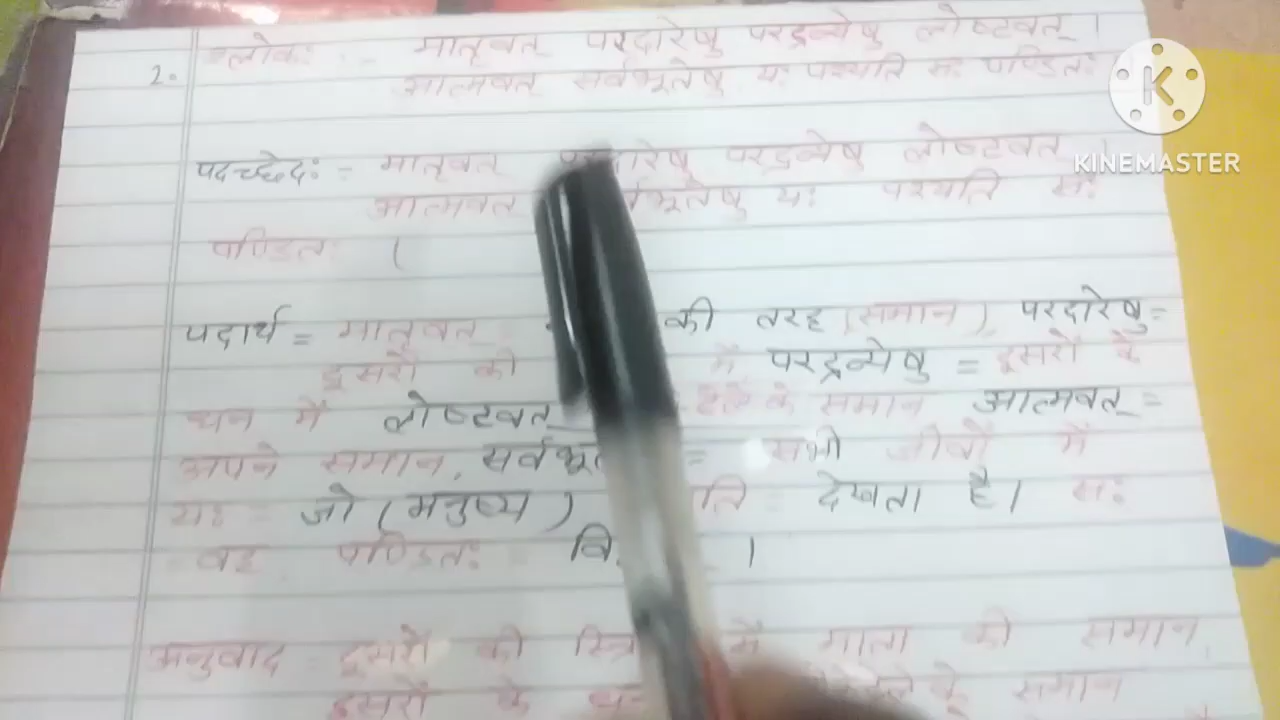 2. श्लोकः :- मातृवत् परदारेषु परद्रव्येषु लोष्टवत् ।
आत्मवत् सर्वभूतेषु यः पश्यति सः पण्डितः
KINEMASTER
पदच्छेदः :- मातृवत् परदारेषु परद्रव्येषु लोष्टवत् ।
आत्मवत् यः पश्यति सः
पण्डितः ।
पदार्थ = मातृवत् की तरह (समान), परदारेषु =
दूसरों की में परद्रव्येषु = दूसरों के
धन में लोष्टवत् के समान आत्मवत् =
अपने समान, = सभी जीवों में
यः = जो (मनुष्य) देखता है। सः
वह पण्डितः ।
अनुवाद = दूसरों की में माता की समान,
दूसरों के के समान